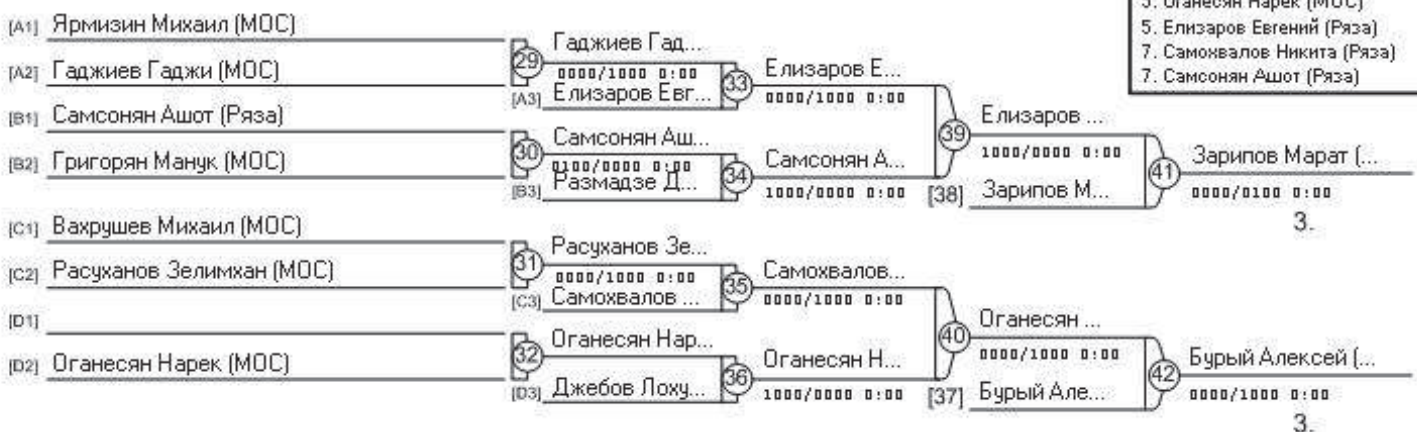 5. Оганесян Нарек (МОС)
5. Елизаров Евгений (Ряза)
7. Самохвалов Никита (Ряза)
7. Самсонян Ашот (Ряза)
[A1] Ярмизин Михаил (МОС)
[A2] Гаджиев Гаджи (МОС)
[B1] Самсонян Ашот (Ряза)
[B2] Григорян Манук (МОС)
[C1] Вахрушев Михаил (МОС)
[C2] Расуханов Зелимхан (МОС)
[D1]
[D2] Оганесян Нарек (МОС)
29
Гаджиев Гад...
0000/1000 0:00
[A3] Елизаров Евг...
30
Самсонян Аш...
0100/0000 0:00
[B3] Размадзе Д...
31
Расуханов Зе...
0000/1000 0:00
[C3] Самохвалов ...
32
Оганесян Нар...
[D3] Джебов Лоху...
33
Елизаров Е...
0000/1000 0:00
34
Самсонян А...
1000/0000 0:00
35
Самохвалов...
0000/1000 0:00
36
Оганесян Н...
1000/0000 0:00
39
Елизаров ...
1000/0000 0:00
[38] Зарипов М...
40
Оганесян ...
0000/1000 0:00
[37] Бурый Але...
41
Зарипов Марат (...
0000/0100 0:00
3.
42
Бурый Алексей (...
0000/1000 0:00
3.